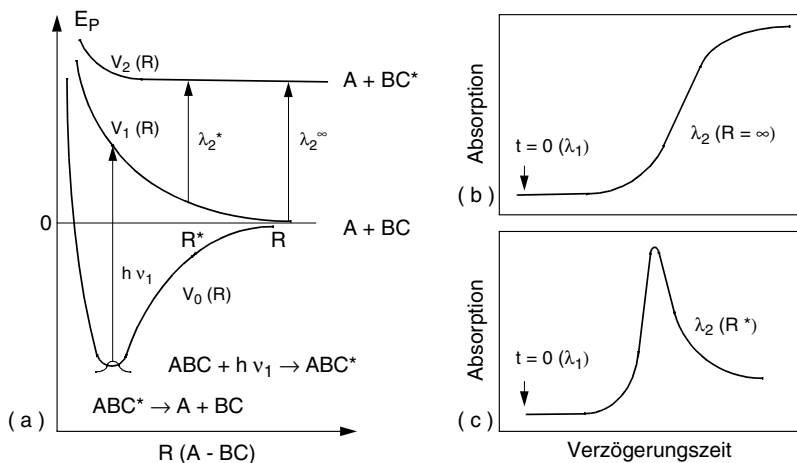 E_P
V_2 (R)
A + BC*
V_1 (R)
λ_2^*
λ_2^∞
0
R*
R
A + BC
h ν_1
V_0 (R)
ABC + h ν_1 → ABC*
ABC* → A + BC
( a )
R (A - BC)
Absorption
t = 0 (λ_1)
λ_2 (R = ∞)
( b )
Absorption
λ_2 (R *)
t = 0 (λ_1)
( c )
Verzögerungszeit